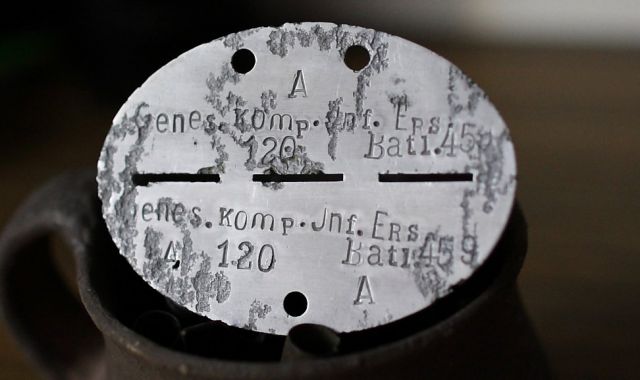 A
Genes. Komp. Jnf. Ers
120 Batl. 459
Genes. Komp. Jnf. Ers
A 120 Batl. 459
A